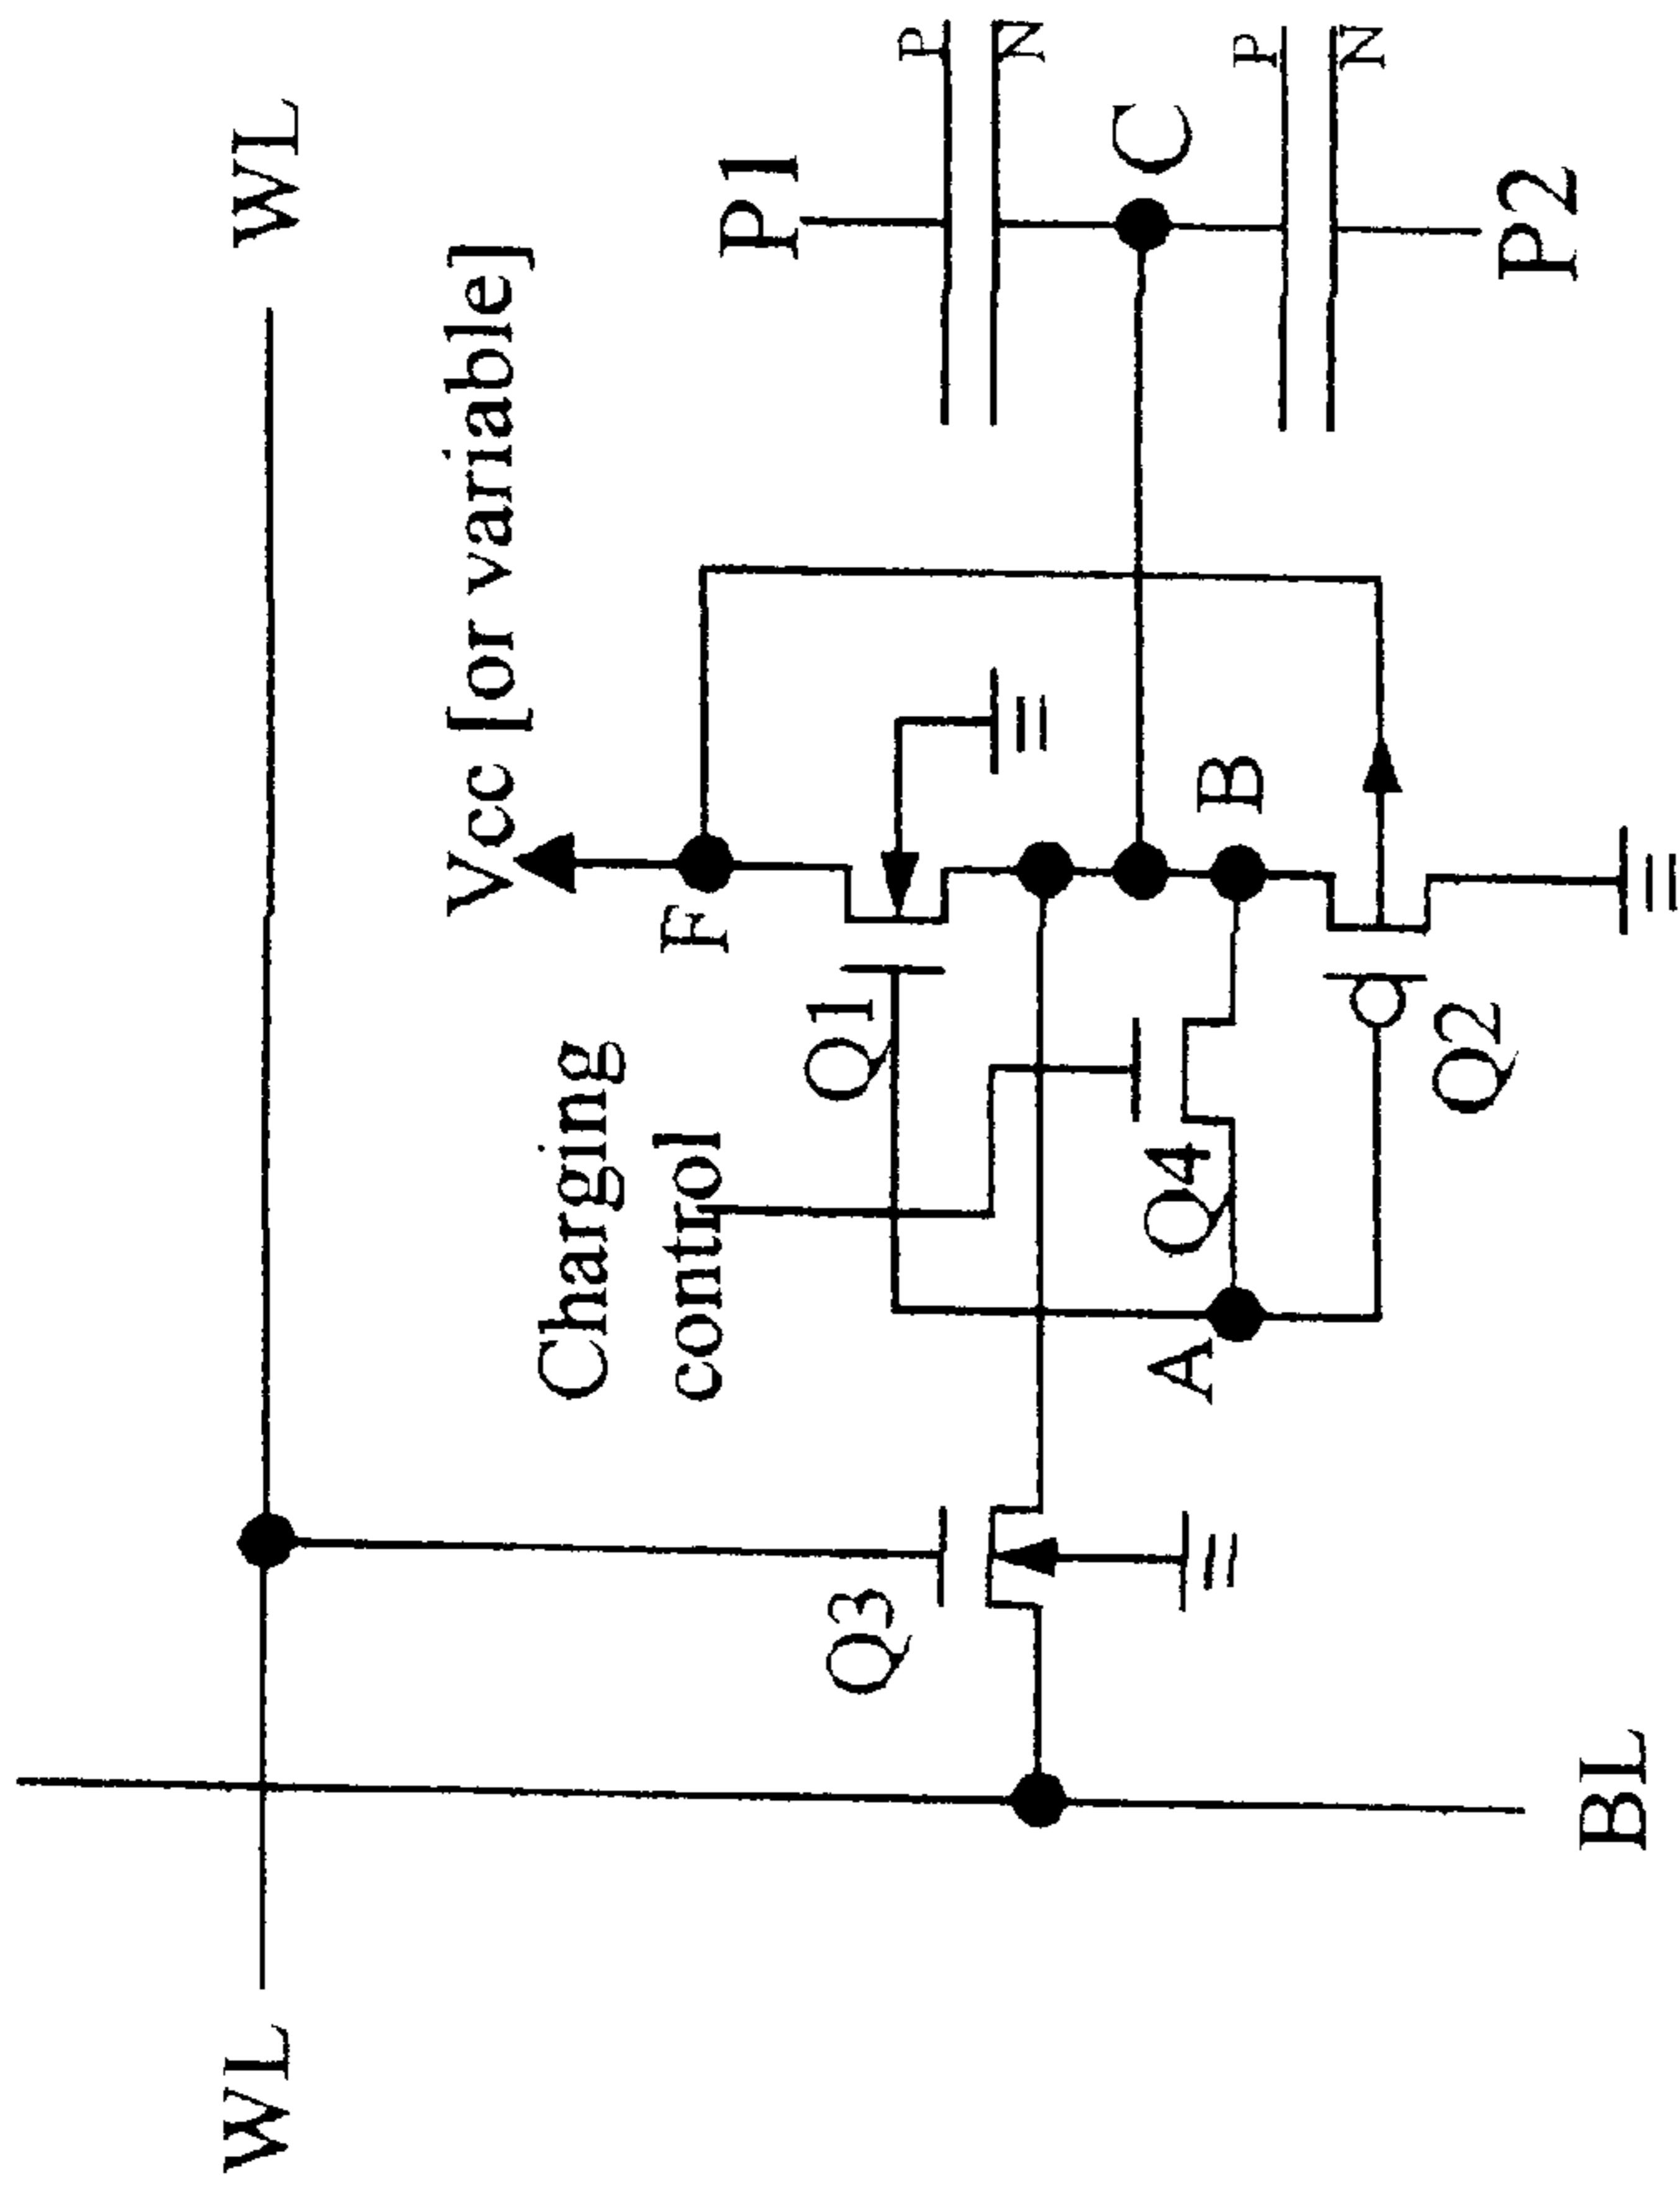 WL
WL
Vcc [or variable]
Charging
control
F
P1
Q3
Q1
P
N
C
A
Q4
B
P
N
Q2
P2
BL